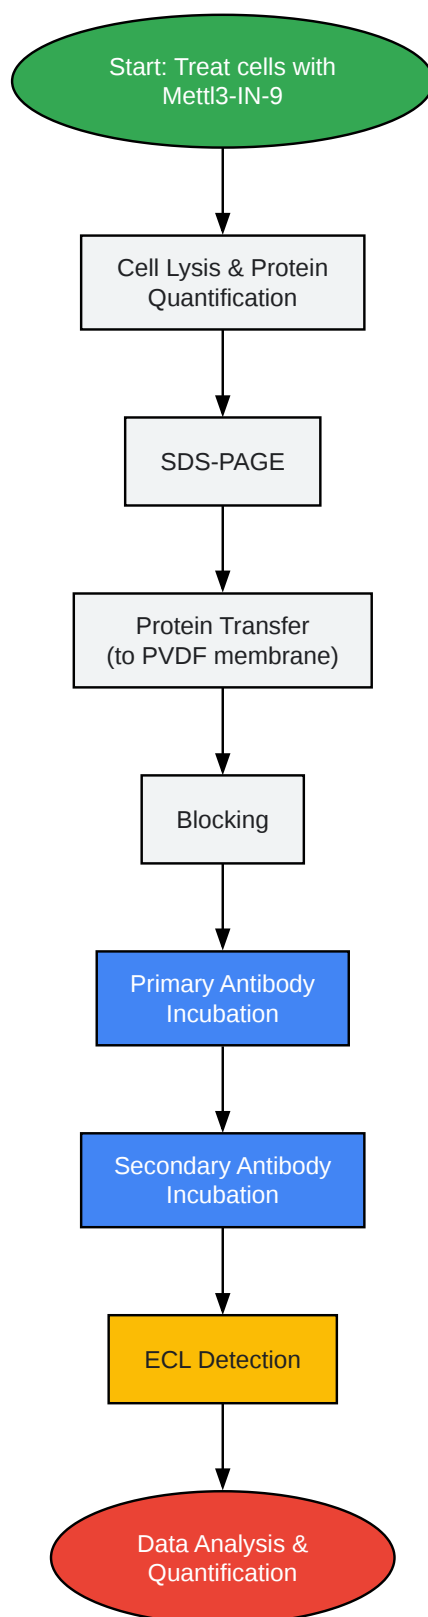 Start: Treat cells with
Mettl3-IN-9
Cell Lysis & Protein
Quantification
SDS-PAGE
Protein Transfer
(to PVDF membrane)
Blocking
Primary Antibody
Incubation
Secondary Antibody
Incubation
ECL Detection
Data Analysis &
Quantification